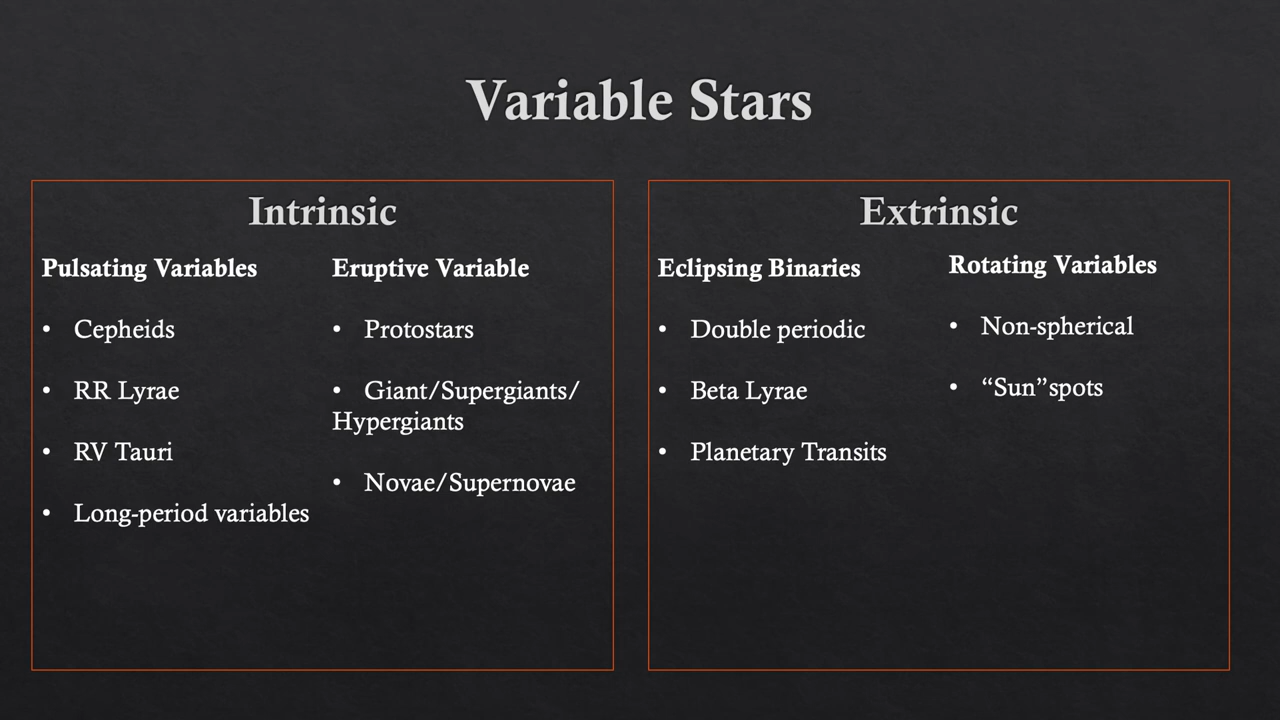 Variable Stars
Intrinsic
Pulsating Variables
• Cepheids
• RR Lyrae
• RV Tauri
• Long-period variables
Eruptive Variable
• Protostars
• Giant/Supergiants/
Hypergiants
• Novae/Supernovae
Extrinsic
Eclipsing Binaries
• Double periodic
• Beta Lyrae
• Planetary Transits
Rotating Variables
• Non-spherical
• “Sun”spots